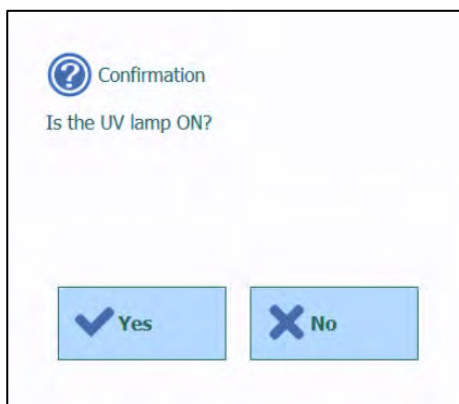 Confirmation
Is the UV lamp ON?
Yes
No